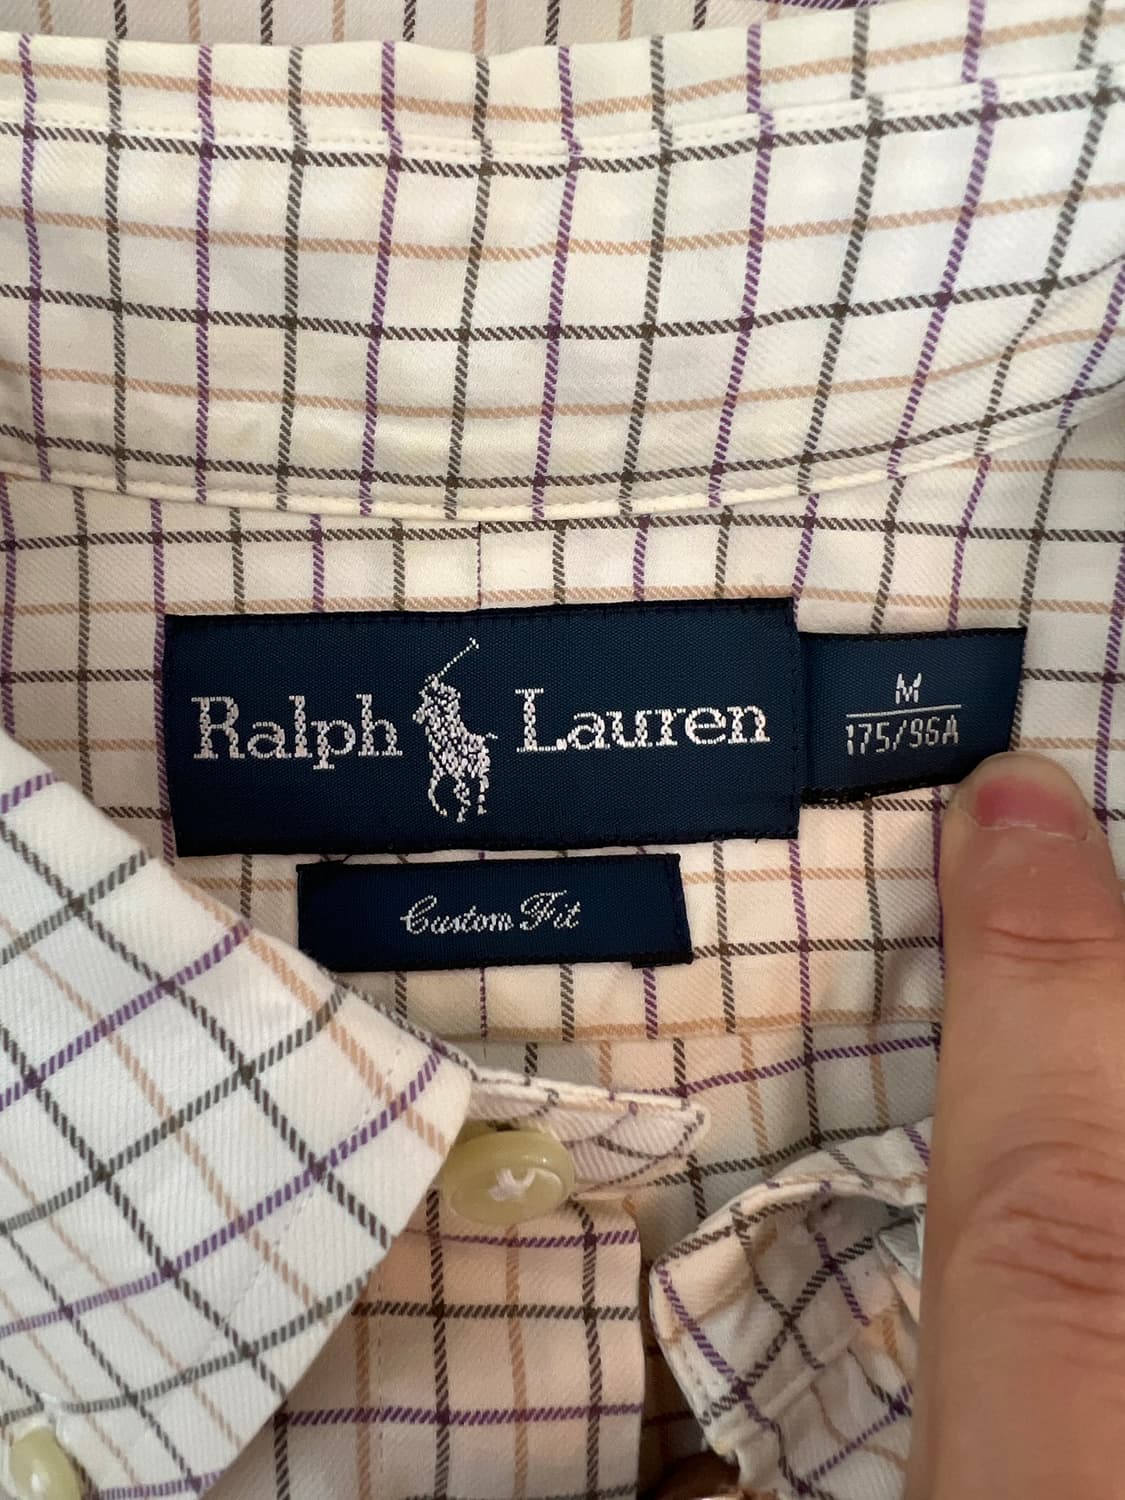 Ralph Lauren
M
175/96A
Custom Fit